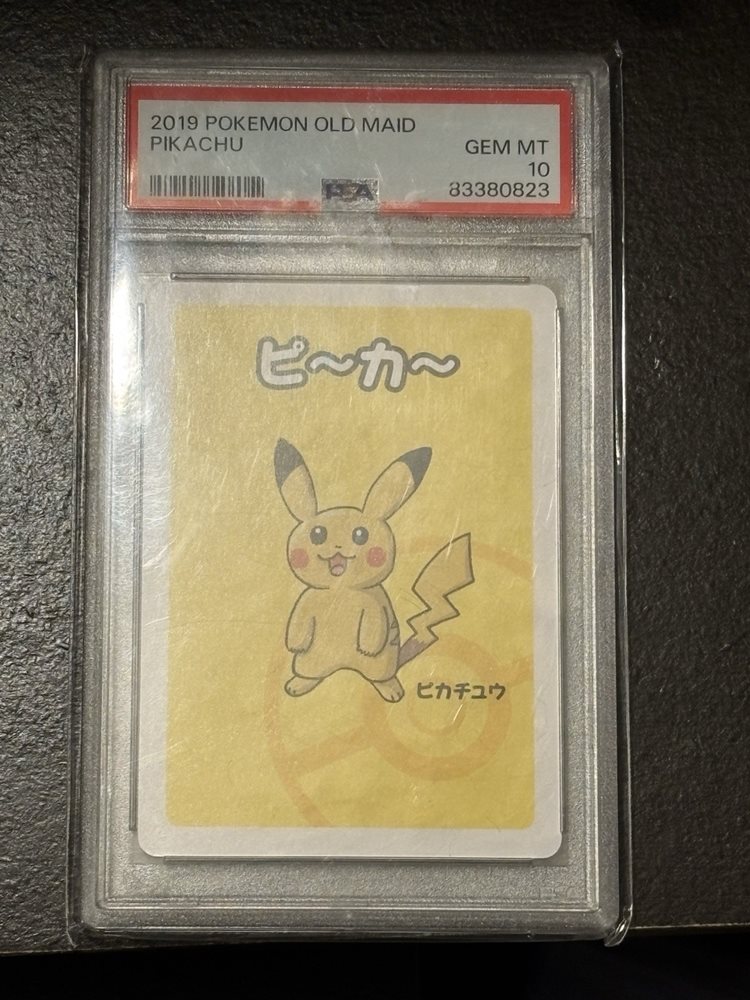 2019 POKEMON OLD MAID
PIKACHU
GEM MT
10
PSA
83380823
ピ～カ～
ピカチュウ